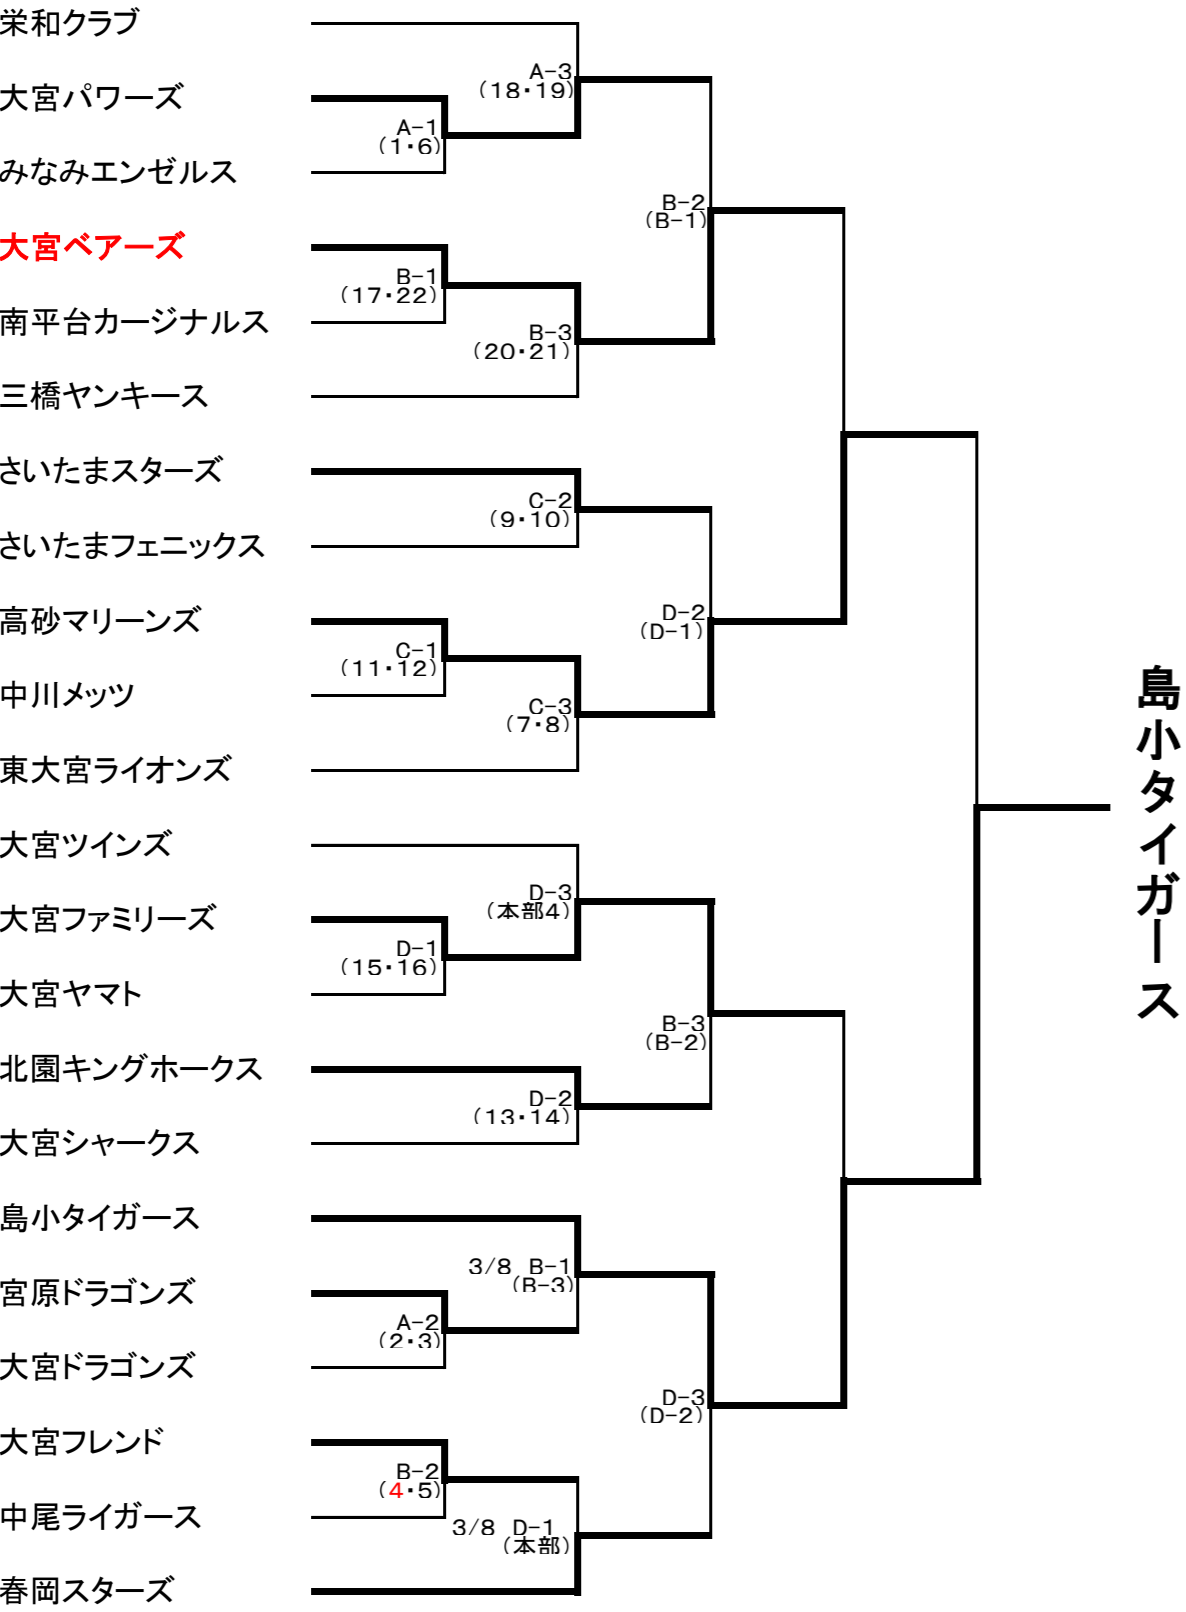 栄和クラブ
A-3
(18・19)
大宮パワーズ
A-1
(1・6)
みなみエンゼルス
B-2
(B-1)
大宮ベアーズ
B-1
(17・22)
南平台カージナルス
B-3
(20・21)
三橋ヤンキース
さいたまスターズ
C-2
(9・10)
さいたまフェニックス
高砂マリーンズ
D-2
(D-1)
C-1
(11・12)
中川メッツ
C-3
(7・8)
東大宮ライオンズ
島小タイガース
大宮ツインズ
D-3
(本部4)
大宮ファミリーズ
D-1
(15・16)
大宮ヤマト
B-3
(B-2)
北園キングホークス
D-2
(13・14)
大宮シャークス
島小タイガース
3/8 B-1
(B-3)
宮原ドラゴンズ
A-2
(2・3)
大宮ドラゴンズ
D-3
(D-2)
大宮フレンド
B-2
(4・5)
中尾ライガース
3/8 D-1
(本部)
春岡スターズ